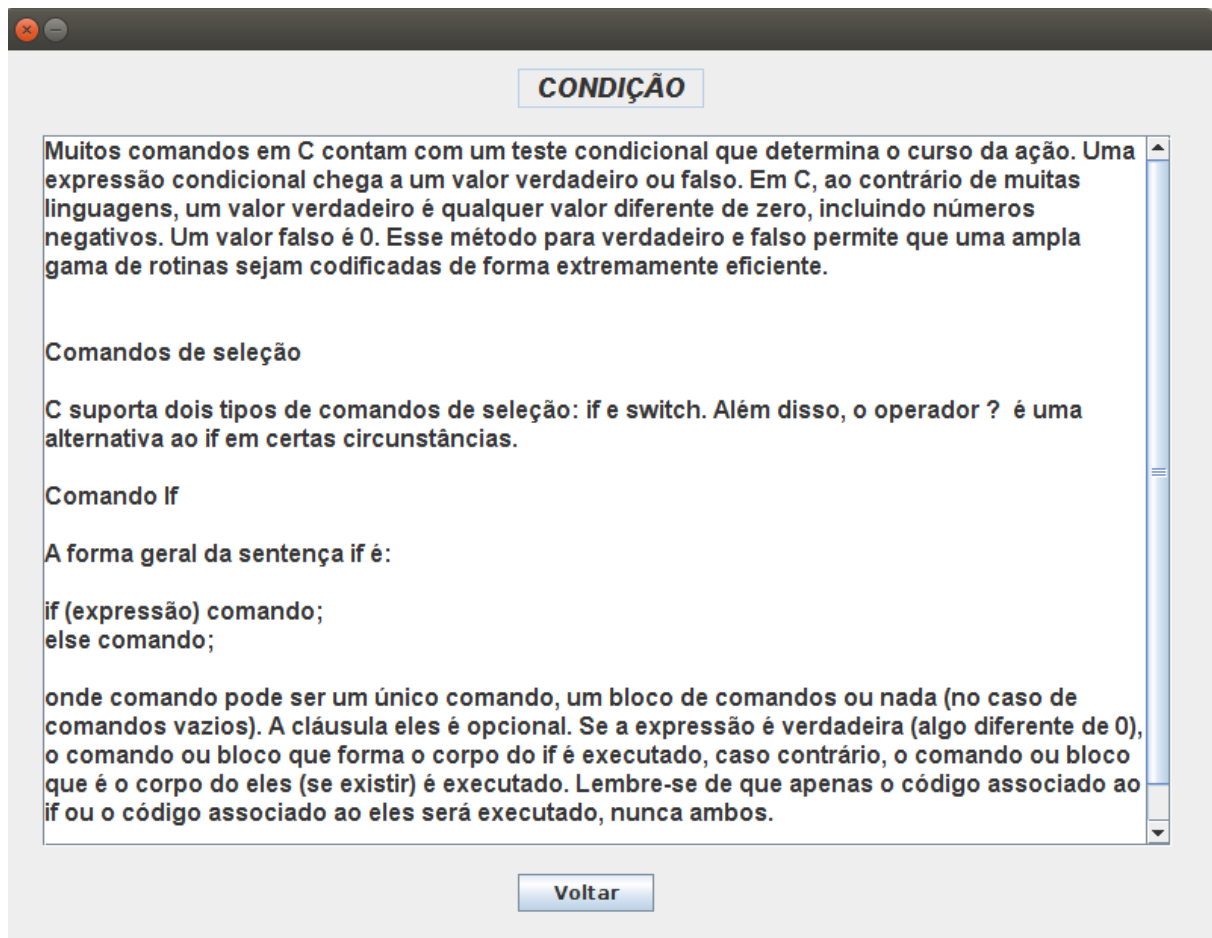 CONDIÇÃO
Muitos comandos em C contam com um teste condicional que determina o curso da ação. Uma
expressão condicional chega a um valor verdadeiro ou falso. Em C, ao contrário de muitas
linguagens, um valor verdadeiro é qualquer valor diferente de zero, incluindo números
negativos. Um valor falso é 0. Esse método para verdadeiro e falso permite que uma ampla
gama de rotinas sejam codificadas de forma extremamente eficiente.
Comandos de seleção
C suporta dois tipos de comandos de seleção: if e switch. Além disso, o operador ?  é uma
alternativa ao if em certas circunstâncias.
Comando If
A forma geral da sentença if é:
if (expressão) comando;
else comando;
onde comando pode ser um único comando, um bloco de comandos ou nada (no caso de
comandos vazios). A cláusula eles é opcional. Se a expressão é verdadeira (algo diferente de 0),
o comando ou bloco que forma o corpo do if é executado, caso contrário, o comando ou bloco
que é o corpo do eles (se existir) é executado. Lembre-se de que apenas o código associado ao
if ou o código associado ao eles será executado, nunca ambos.
Voltar